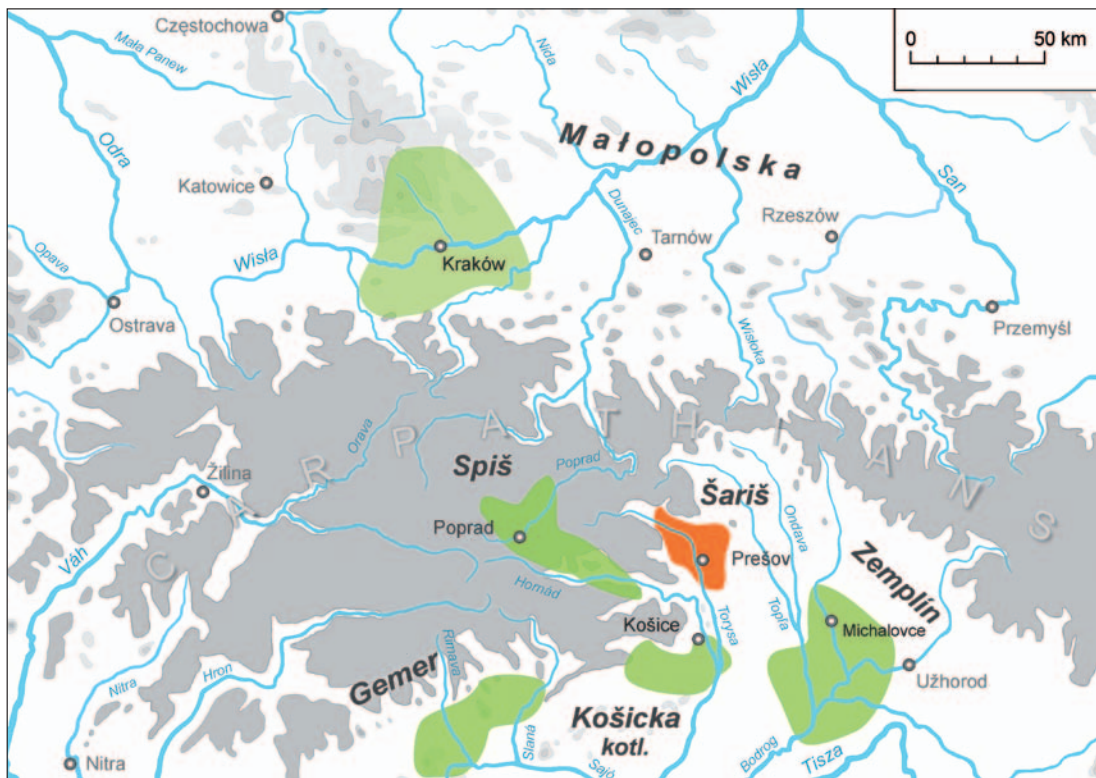 Częstochowa
0 50 km
Mała Panew
Nida
Wisła
Odra
Małopolska
San
Katowice
Dunajec
Rzeszów
Tarnów
Opava
Wisła
Kraków
Ostrava
Przemyśl
Wisłoka
CARPATHIANS
Orava
Spiš
Poprad
Žilina
Šariš
Ondava
Poprad
Prešov
Zemplín
Váh
Hornád
Torysa
Topľa
Košice
Michalovce
Rimava
Gemer
Hron
Nitra
Užhorod
Slaná
Košicka
kotl.
Bodrog
Tisza
Sajó
Nitra